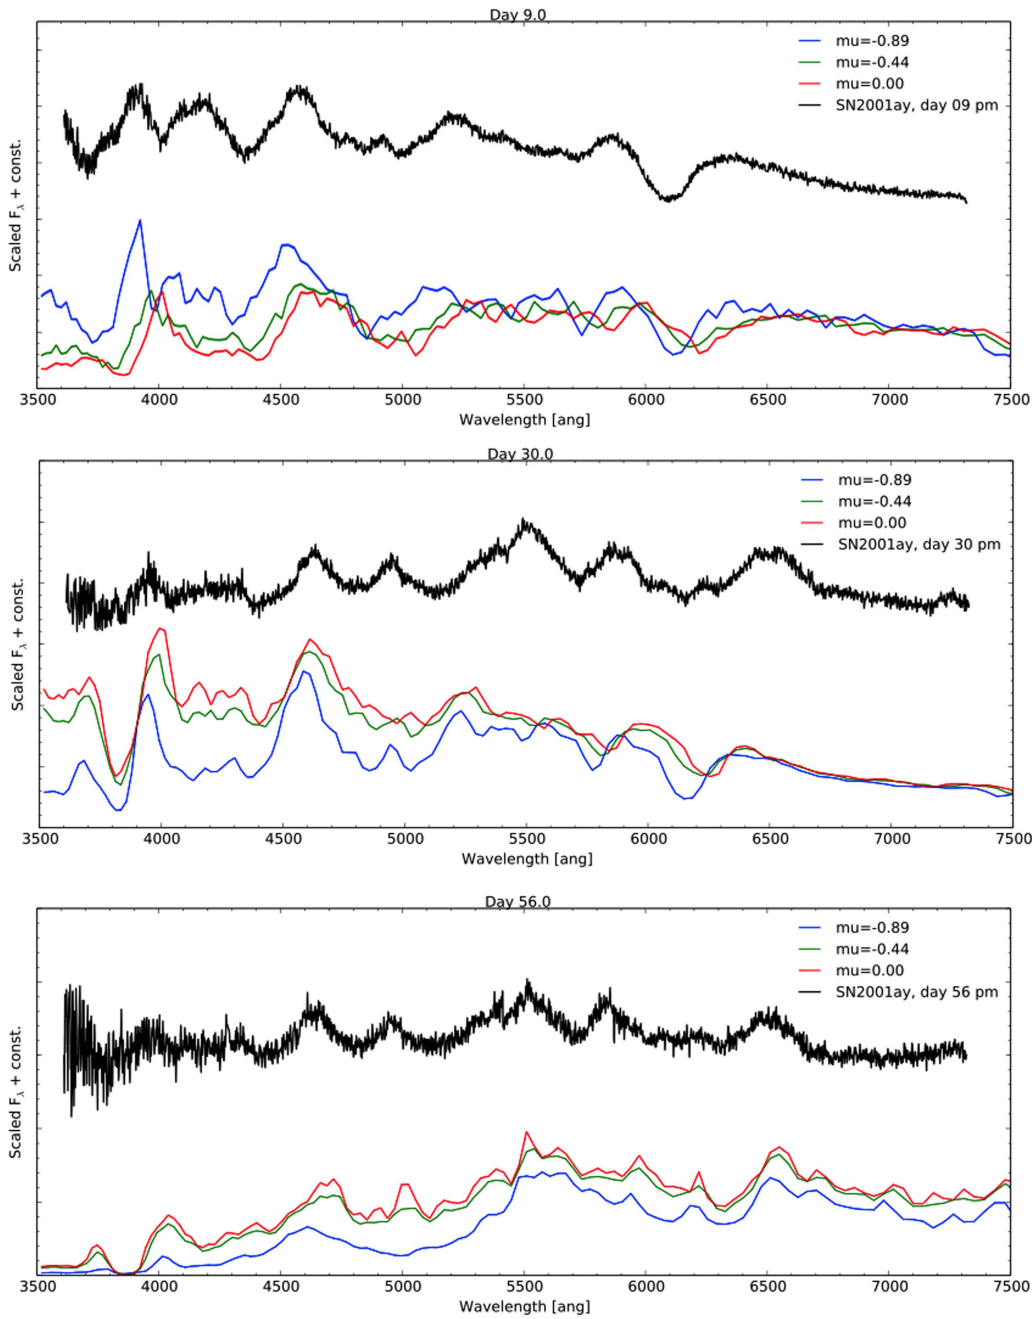 Day 9.0
mu=-0.89
mu=-0.44
mu=0.00
SN2001ay, day 09 pm
Scaled Fλ + const.
3500 4000 4500 5000 5500 6000 6500 7000 7500
Wavelength [ang]
Day 30.0
mu=-0.89
mu=-0.44
mu=0.00
SN2001ay, day 30 pm
Scaled Fλ + const.
3500 4000 4500 5000 5500 6000 6500 7000 7500
Wavelength [ang]
Day 56.0
mu=-0.89
mu=-0.44
mu=0.00
SN2001ay, day 56 pm
Scaled Fλ + const.
3500 4000 4500 5000 5500 6000 6500 7000 7500
Wavelength [ang]